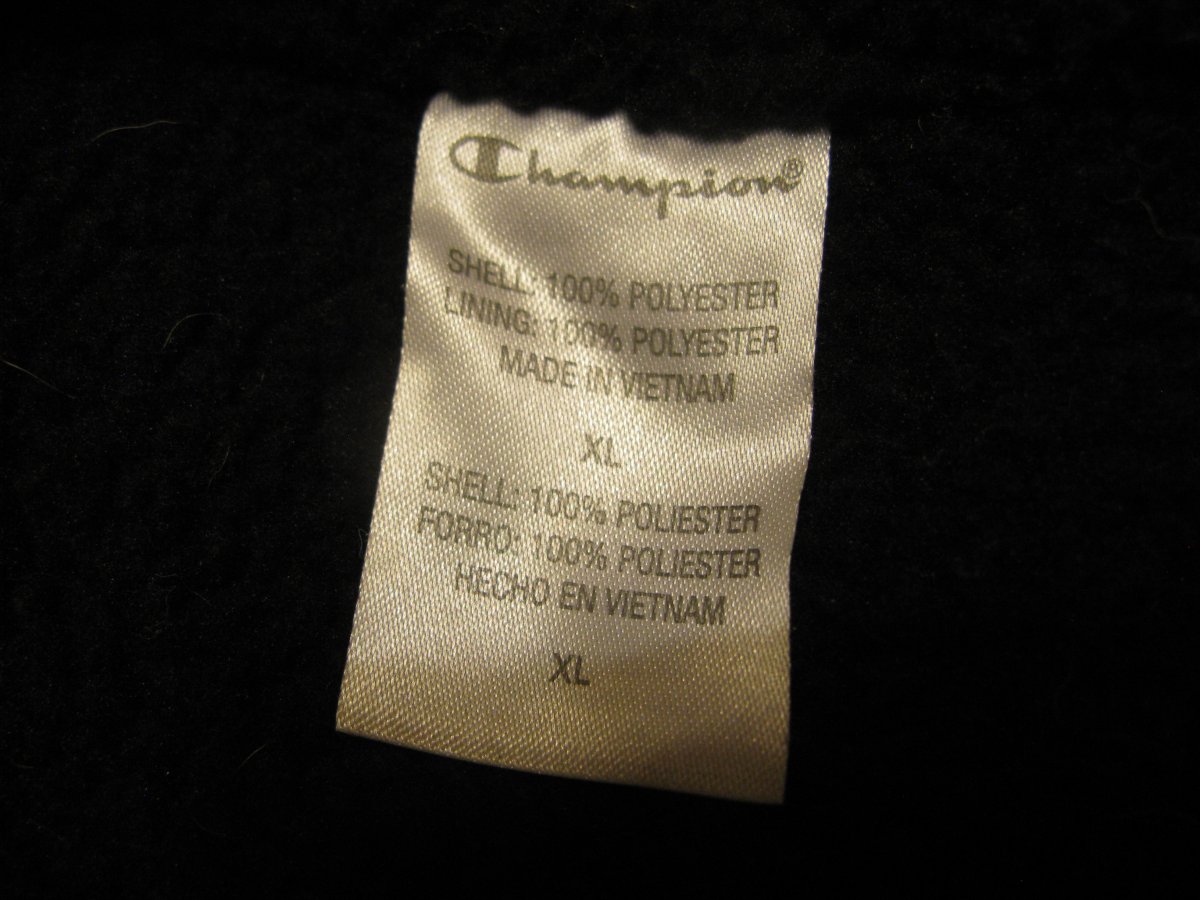 Champion®
SHELL: 100% POLYESTER
LINING: 100% POLYESTER
MADE IN VIETNAM
XL
SHELL: 100% POLIESTER
FORRO: 100% POLIESTER
HECHO EN VIETNAM
XL